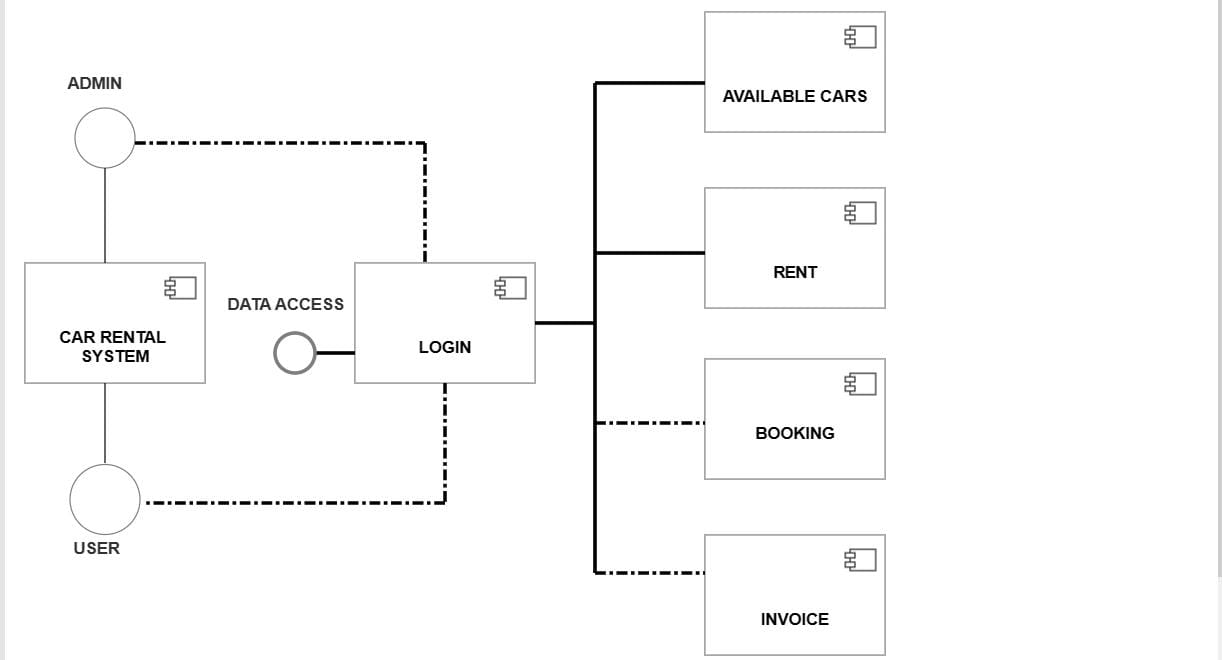 ADMIN
CAR RENTAL
SYSTEM
USER
DATA ACCESS
LOGIN
AVAILABLE CARS
RENT
BOOKING
INVOICE